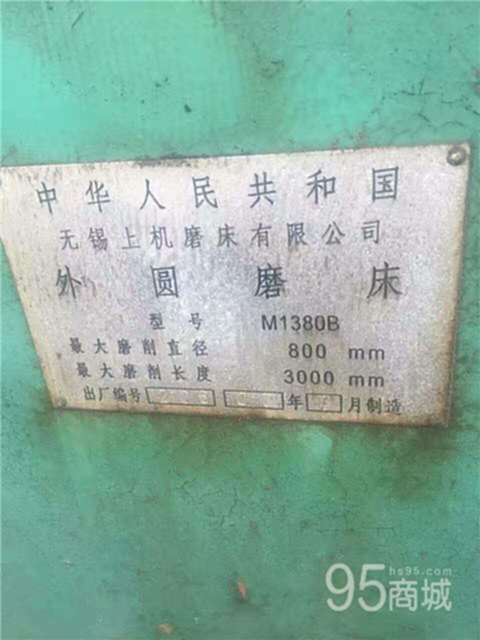 中华人民共和国
无锡上机磨床有限公司
外圆磨床
型号 M1380B
最大磨削直径 800 mm
最大磨削长度 3000 mm
出厂编号 年 月制造
hs95.com
95商城